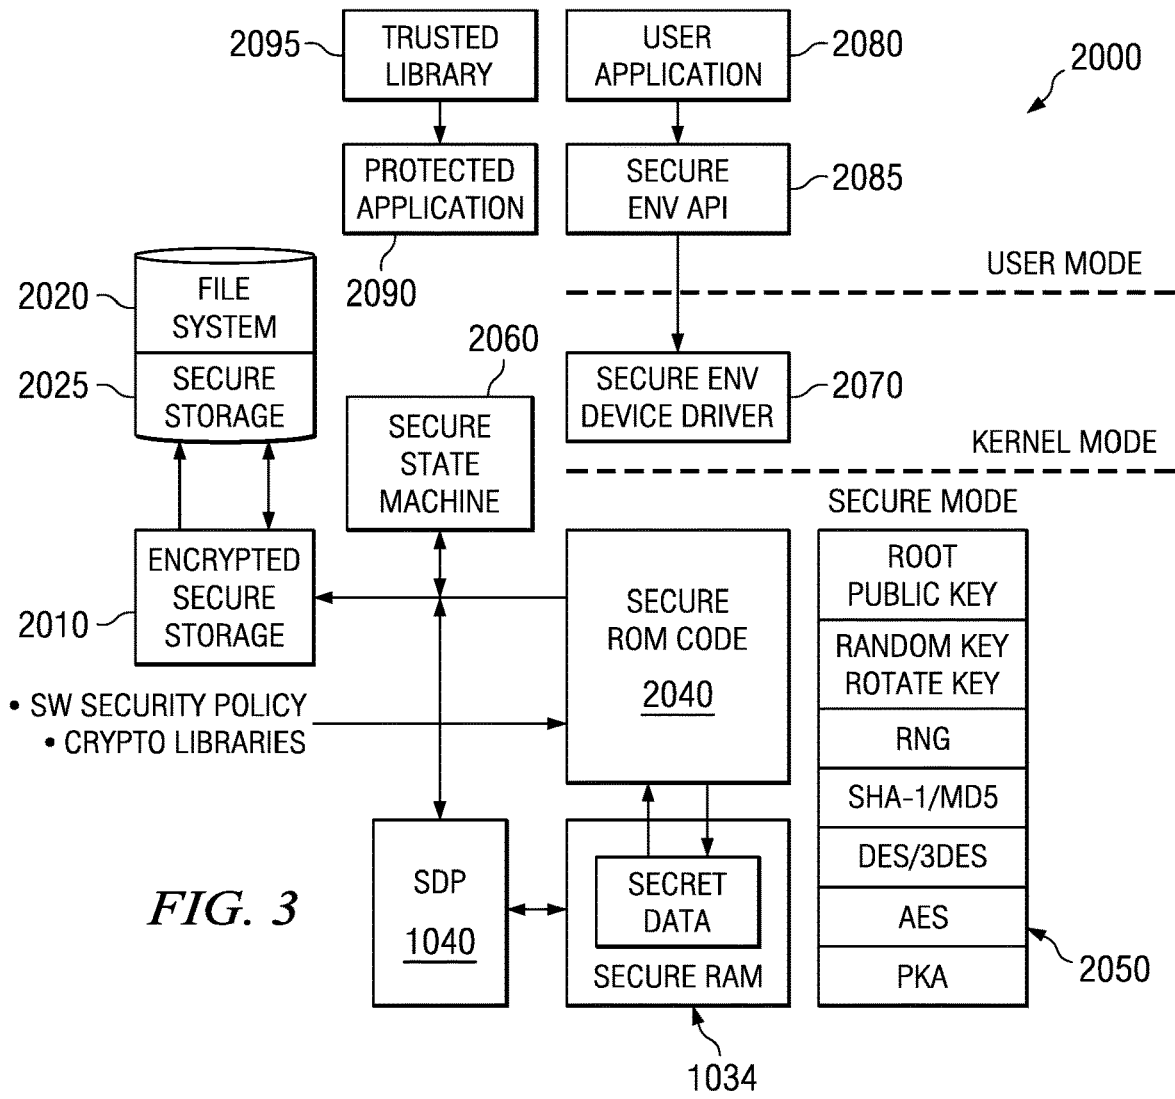 2095
TRUSTED
LIBRARY
USER
APPLICATION
2080
2000
PROTECTED
APPLICATION
2090
SECURE
ENV API
2085
USER MODE
2020
FILE
SYSTEM
2025
SECURE
STORAGE
2060
SECURE
STATE
MACHINE
SECURE ENV
DEVICE DRIVER
2070
KERNEL MODE
SECURE MODE
ENCRYPTED
SECURE
STORAGE
2010
SECURE
ROM CODE
2040
• SW SECURITY POLICY
• CRYPTO LIBRARIES
ROOT
PUBLIC KEY
RANDOM KEY
ROTATE KEY
RNG
SHA-1/MD5
DES/3DES
AES
PKA
2050
SDP
1040
SECRET
DATA
SECURE RAM
1034
FIG. 3